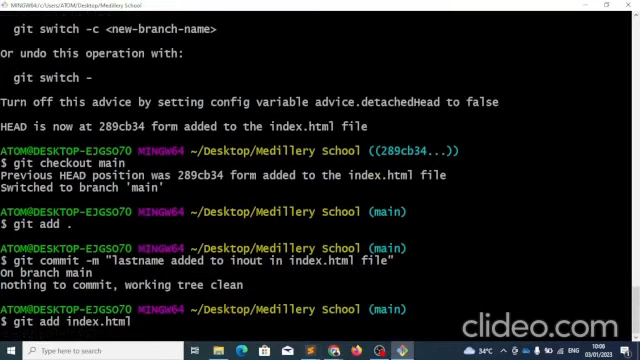 MINGW64:/c/Users/ATOM/Desktop/Medillery School
git switch -c <new-branch-name>
Or undo this operation with:
git switch -
Turn off this advice by setting config variable advice.detachedHead to false
HEAD is now at 289cb34 form added to the index.html file
ATOM@DESKTOP-EJGSO70 MINGW64 ~/Desktop/Medillery School ((289cb34...))
$ git checkout main
Previous HEAD position was 289cb34 form added to the index.html file
Switched to branch 'main'
ATOM@DESKTOP-EJGSO70 MINGW64 ~/Desktop/Medillery School (main)
$ git add .
ATOM@DESKTOP-EJGSO70 MINGW64 ~/Desktop/Medillery School (main)
$ git commit -m "lastname added to inout in index.html file"
On branch main
nothing to commit, working tree clean
ATOM@DESKTOP-EJGSO70 MINGW64 ~/Desktop/Medillery School (main)
$ git add index.html
clideo.com
Type here to search
34°C
ENG
10:06
03/01/2023